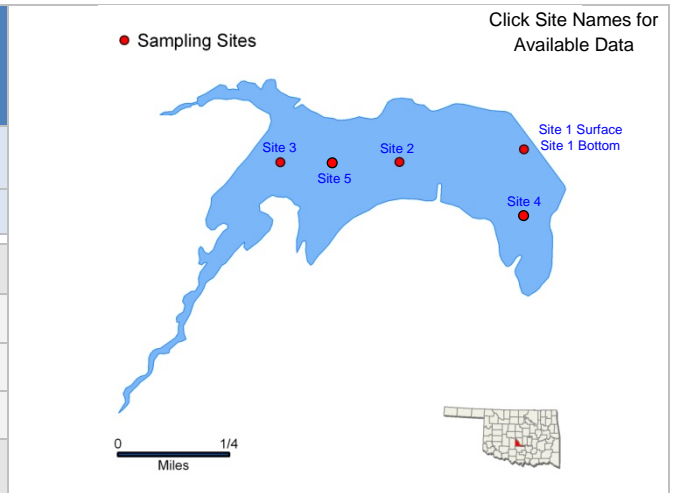 Click Site Names for
Available Data
Sampling Sites
Site 1 Surface
Site 1 Bottom
Site 3
Site 2
Site 5
Site 4
0 1/4
Miles